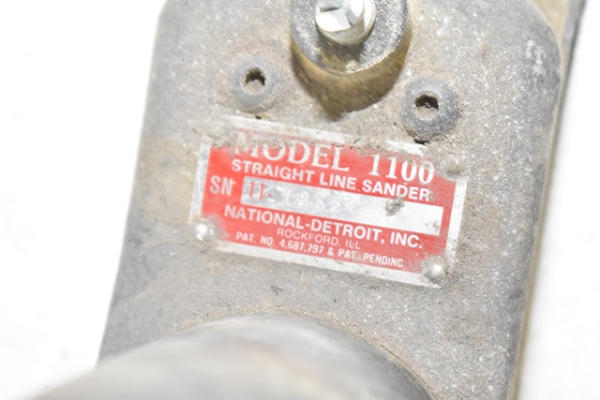 MODEL 1100
STRAIGHT LINE SANDER
SN
NATIONAL-DETROIT, INC.
ROCKFORD, ILL
PAT. NO. 4,687,797 & PAT. PENDING